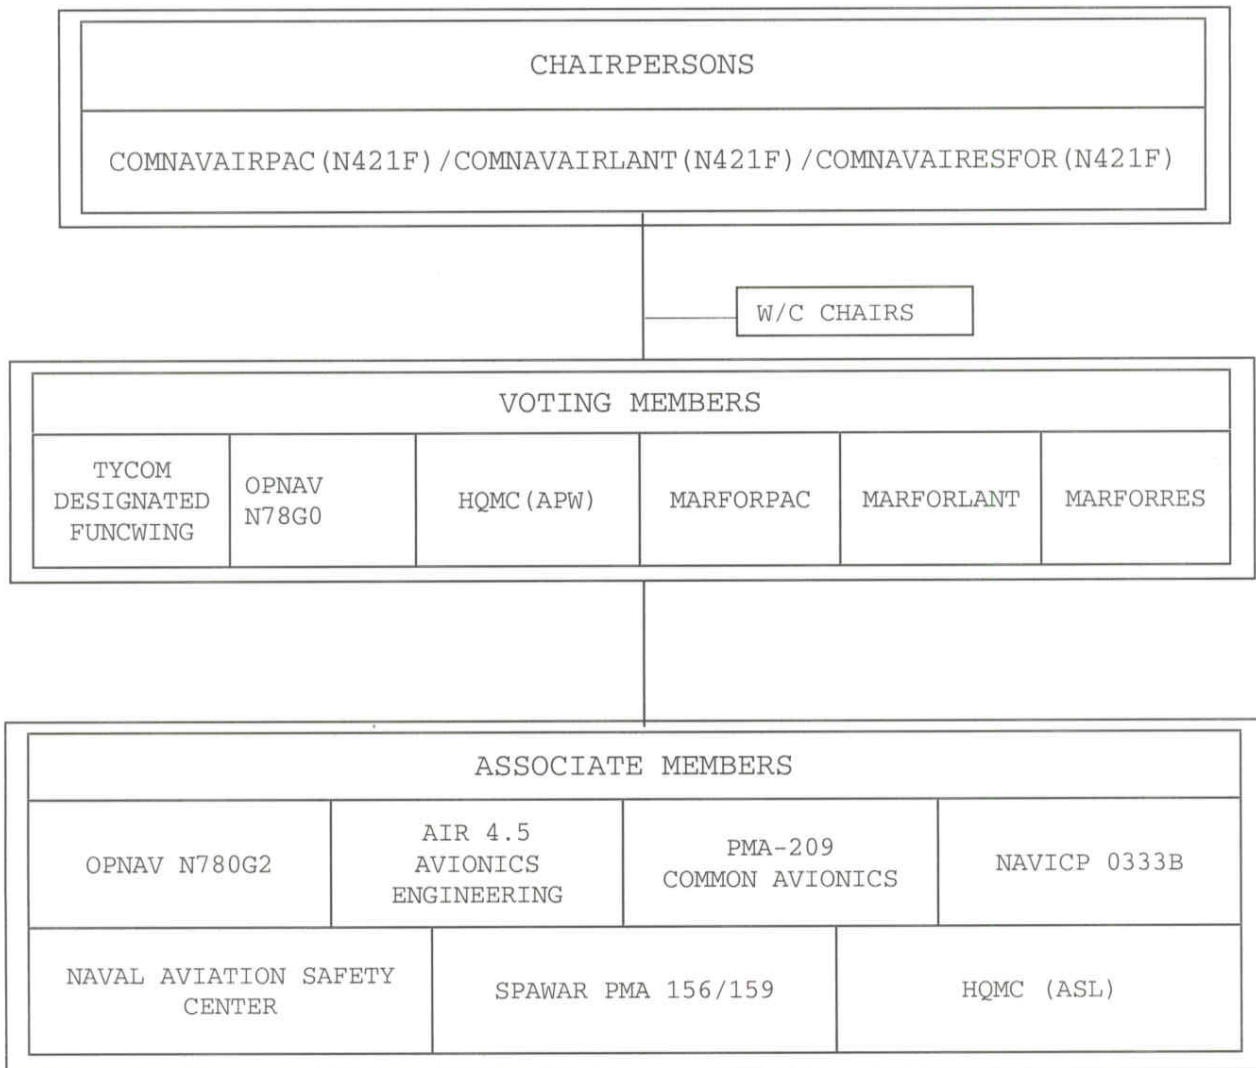 CHAIRPERSONS
COMNAVAIRPAC(N421F)/COMNAVAIRLANT(N421F)/COMNAVAIRESFOR(N421F)
W/C CHAIRS
VOTING MEMBERS
TYCOM
DESIGNATED
FUNCWING
OPNAV
N78G0
HQMC(APW)
MARFORPAC
MARFORLANT
MARFORRES
ASSOCIATE MEMBERS
OPNAV N780G2
AIR 4.5
AVIONICS
ENGINEERING
PMA-209
COMMON AVIONICS
NAVICP 0333B
NAVAL AVIATION SAFETY
CENTER
SPAWAR PMA 156/159
HQMC (ASL)